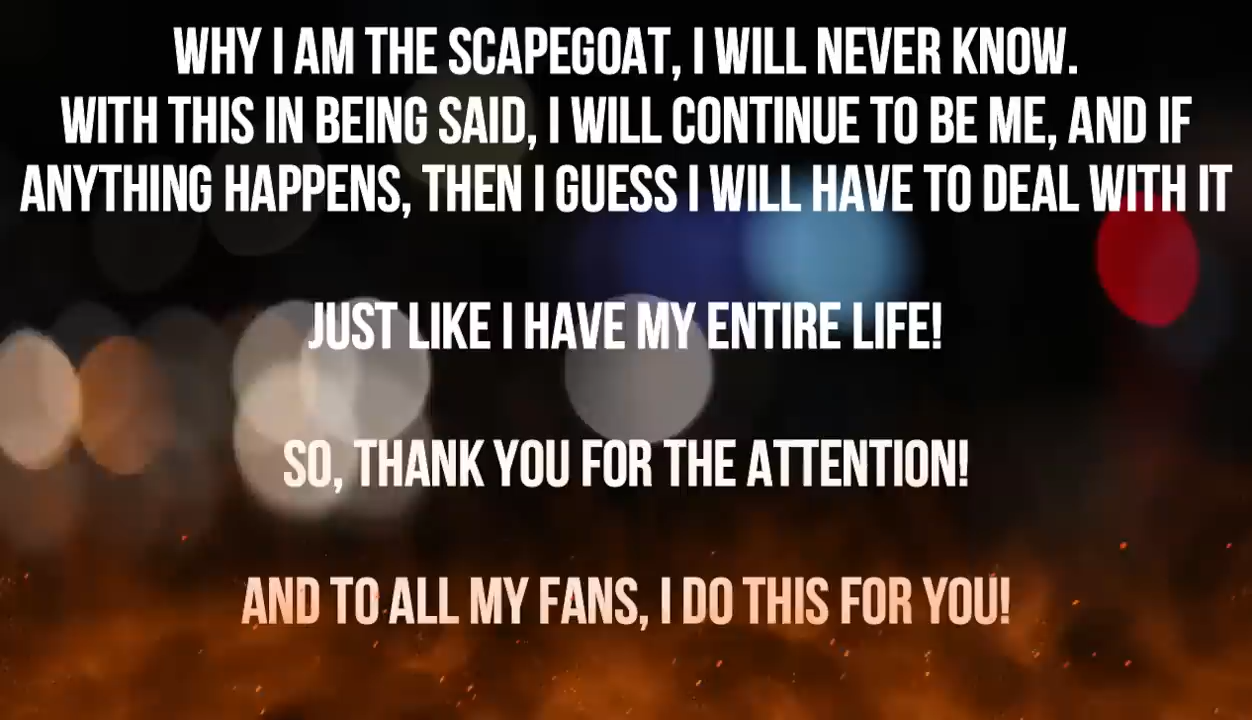 WHY I AM THE SCAPEGOAT, I WILL NEVER KNOW.
WITH THIS IN BEING SAID, I WILL CONTINUE TO BE ME, AND IF
ANYTHING HAPPENS, THEN I GUESS I WILL HAVE TO DEAL WITH IT
JUST LIKE I HAVE MY ENTIRE LIFE!
SO, THANK YOU FOR THE ATTENTION!
AND TO ALL MY FANS, I DO THIS FOR YOU!